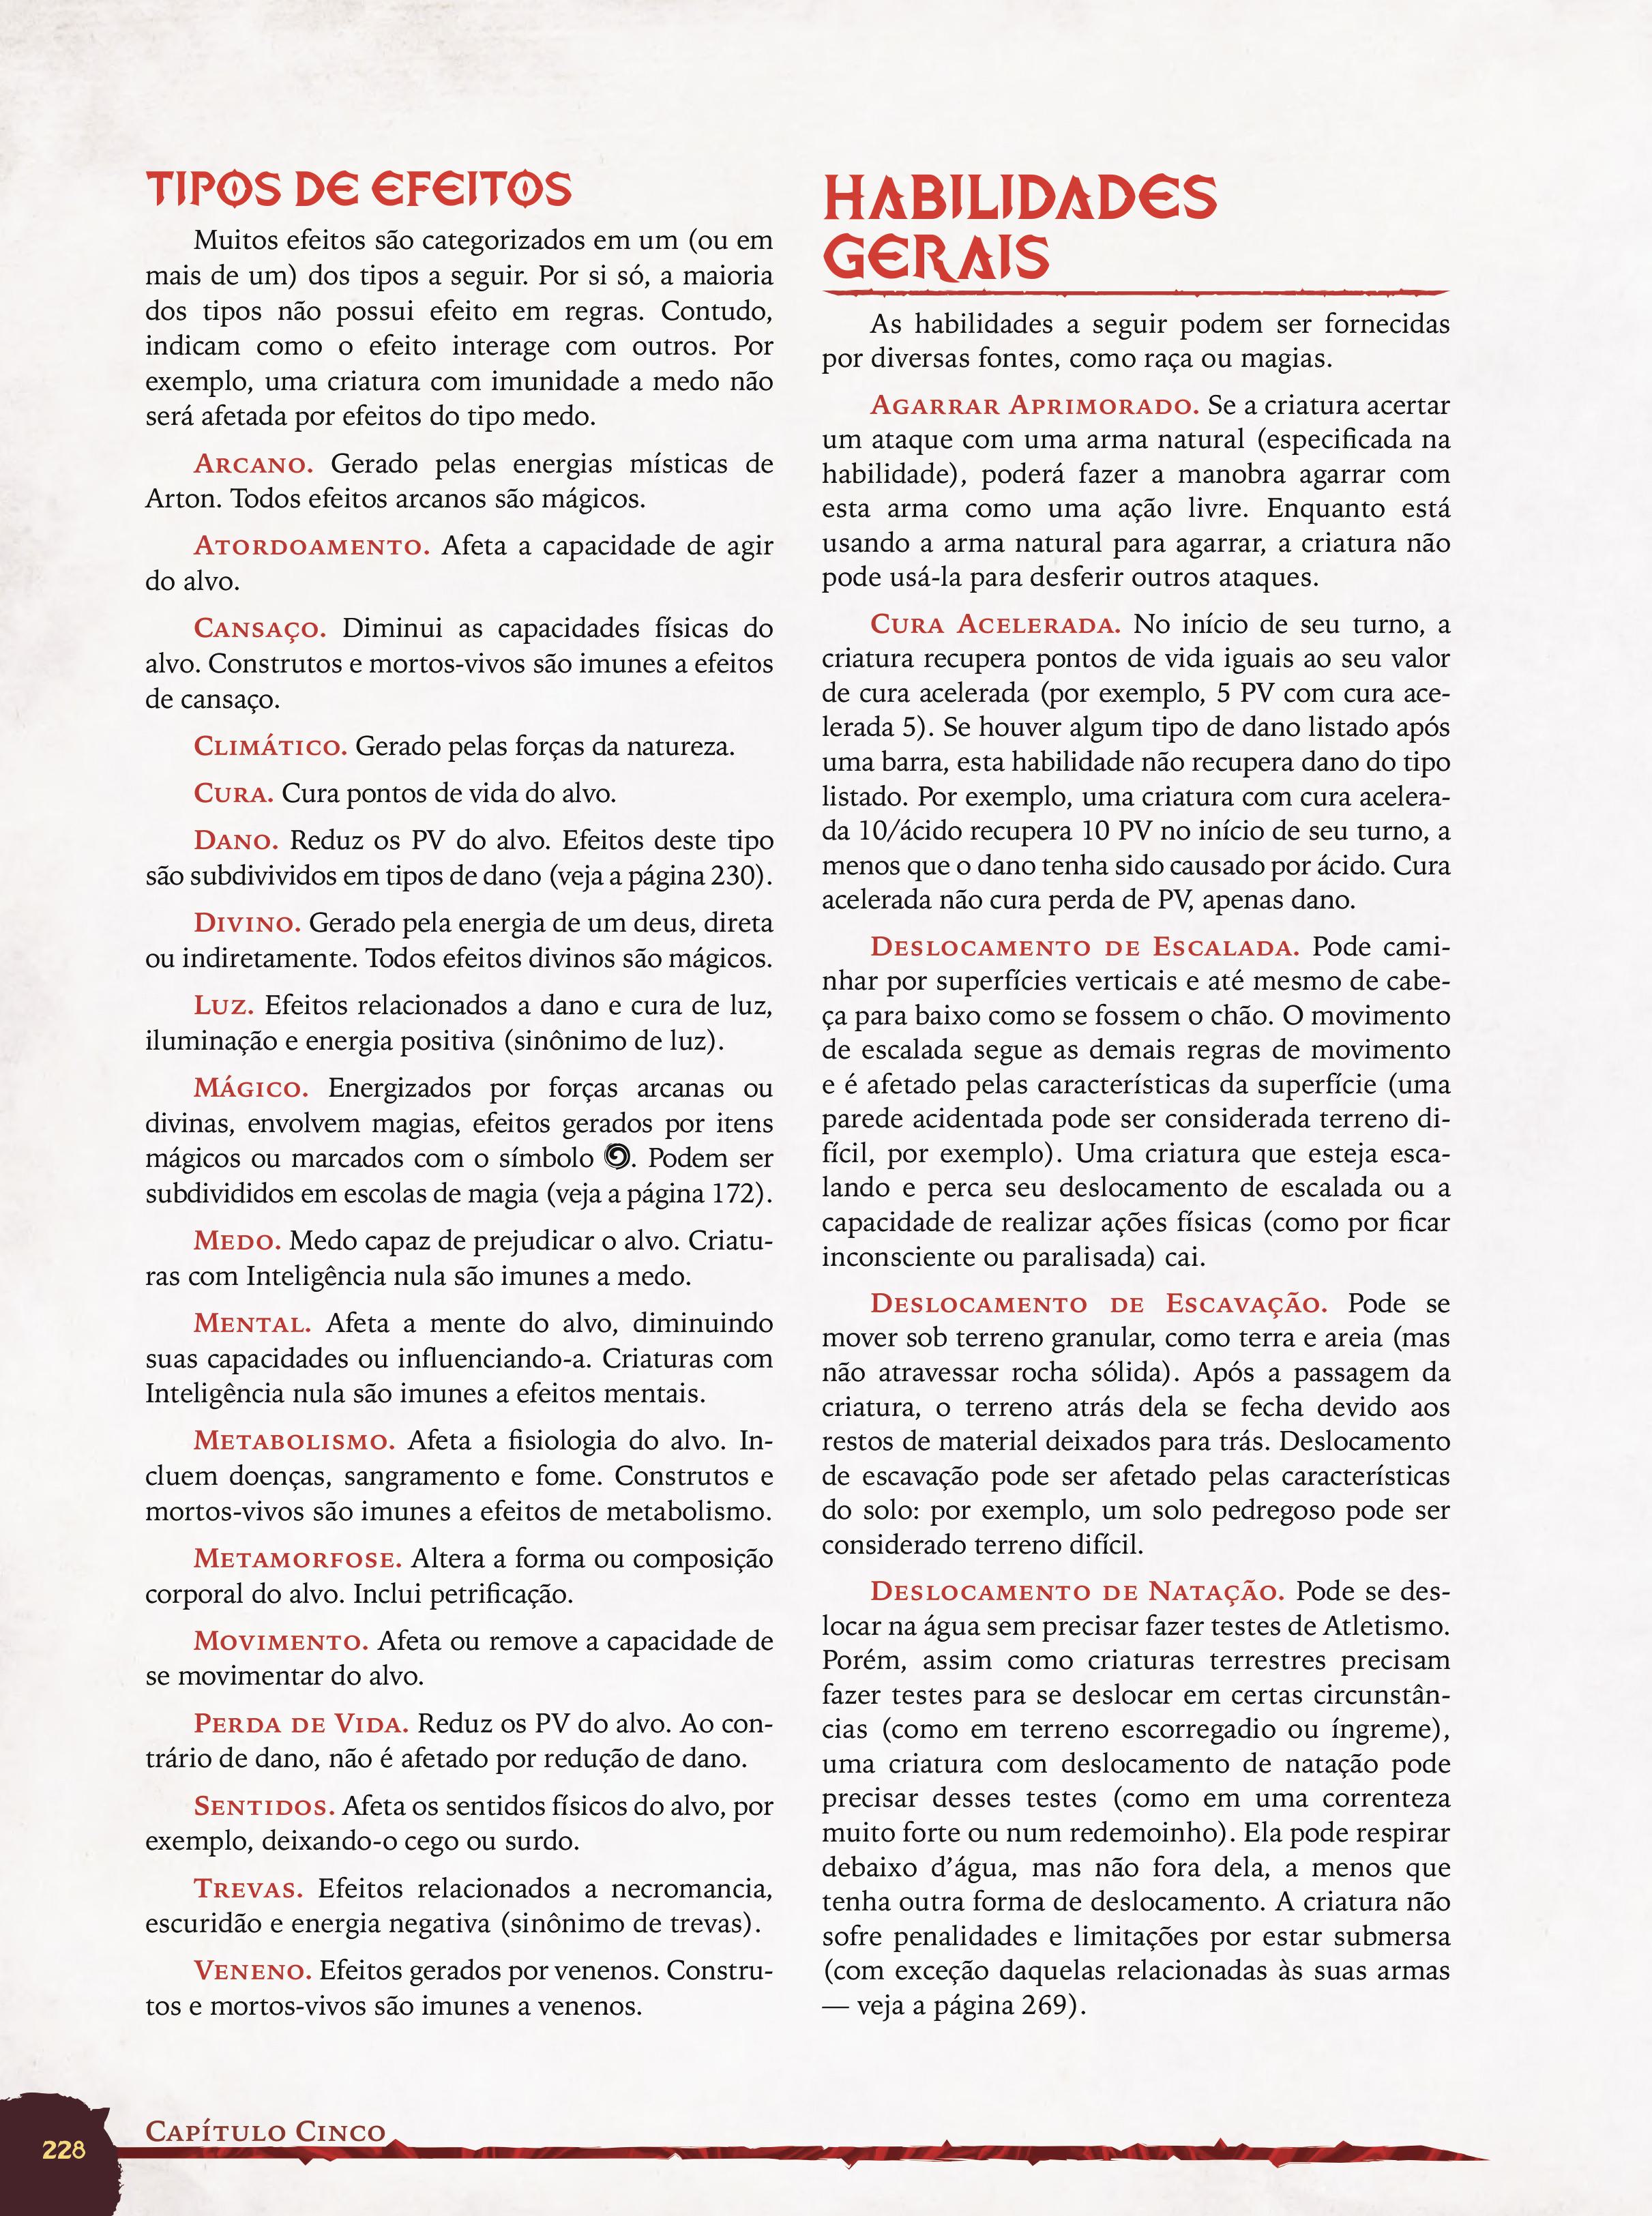 TIPOS DE EFEITOS
Muitos efeitos são categorizados em um (ou em
mais de um) dos tipos a seguir. Por si só, a maioria
dos tipos não possui efeito em regras. Contudo,
indicam como o efeito interage com outros. Por
exemplo, uma criatura com imunidade a medo não
será afetada por efeitos do tipo medo.
Arcano. Gerado pelas energias místicas de
Arton. Todos efeitos arcanos são mágicos.
Atordoamento. Afeta a capacidade de agir
do alvo.
Cansaço. Diminui as capacidades físicas do
alvo. Construtos e mortos-vivos são imunes a efeitos
de cansaço.
Climático. Gerado pelas forças da natureza.
Cura. Cura pontos de vida do alvo.
Dano. Reduz os PV do alvo. Efeitos deste tipo
são subdivividos em tipos de dano (veja a página 230).
Divino. Gerado pela energia de um deus, direta
ou indiretamente. Todos efeitos divinos são mágicos.
Luz. Efeitos relacionados a dano e cura de luz,
iluminação e energia positiva (sinônimo de luz).
Mágico. Energizados por forças arcanas ou
divinas, envolvem magias, efeitos gerados por itens
mágicos ou marcados com o símbolo . Podem ser
subdivididos em escolas de magia (veja a página 172).
Medo. Medo capaz de prejudicar o alvo. Criatu-
ras com Inteligência nula são imunes a medo.
Mental. Afeta a mente do alvo, diminuindo
suas capacidades ou influenciando-a. Criaturas com
Inteligência nula são imunes a efeitos mentais.
Metabolismo. Afeta a fisiologia do alvo. In-
cluem doenças, sangramento e fome. Construtos e
mortos-vivos são imunes a efeitos de metabolismo.
Metamorfose. Altera a forma ou composição
corporal do alvo. Inclui petrificação.
Movimento. Afeta ou remove a capacidade de
se movimentar do alvo.
Perda de Vida. Reduz os PV do alvo. Ao con-
trário de dano, não é afetado por redução de dano.
Sentidos. Afeta os sentidos físicos do alvo, por
exemplo, deixando-o cego ou surdo.
Trevas. Efeitos relacionados a necromancia,
escuridão e energia negativa (sinônimo de trevas).
Veneno. Efeitos gerados por venenos. Constru-
tos e mortos-vivos são imunes a venenos.
HABILIDADES
GERAIS
As habilidades a seguir podem ser fornecidas
por diversas fontes, como raça ou magias.
Agarrar Aprimorado. Se a criatura acertar
um ataque com uma arma natural (especificada na
habilidade), poderá fazer a manobra agarrar com
esta arma como uma ação livre. Enquanto está
usando a arma natural para agarrar, a criatura não
pode usá-la para desferir outros ataques.
Cura Acelerada. No início de seu turno, a
criatura recupera pontos de vida iguais ao seu valor
de cura acelerada (por exemplo, 5 PV com cura ace-
lerada 5). Se houver algum tipo de dano listado após
uma barra, esta habilidade não recupera dano do tipo
listado. Por exemplo, uma criatura com cura acelera-
da 10/ácido recupera 10 PV no início de seu turno, a
menos que o dano tenha sido causado por ácido. Cura
acelerada não cura perda de PV, apenas dano.
Deslocamento de Escalada. Pode cami-
nhar por superfícies verticais e até mesmo de cabe-
ça para baixo como se fossem o chão. O movimento
de escalada segue as demais regras de movimento
e é afetado pelas características da superfície (uma
parede acidentada pode ser considerada terreno di-
fícil, por exemplo). Uma criatura que esteja esca-
lando e perca seu deslocamento de escalada ou a
capacidade de realizar ações físicas (como por ficar
inconsciente ou paralisada) cai.
Deslocamento de Escavação. Pode se
mover sob terreno granular, como terra e areia (mas
não atravessar rocha sólida). Após a passagem da
criatura, o terreno atrás dela se fecha devido aos
restos de material deixados para trás. Deslocamento
de escavação pode ser afetado pelas características
do solo: por exemplo, um solo pedregoso pode ser
considerado terreno difícil.
Deslocamento de Natação. Pode se des-
locar na água sem precisar fazer testes de Atletismo.
Porém, assim como criaturas terrestres precisam
fazer testes para se deslocar em certas circunstân-
cias (como em terreno escorregadio ou íngreme),
uma criatura com deslocamento de natação pode
precisar desses testes (como em uma correnteza
muito forte ou num redemoinho). Ela pode respirar
debaixo d’água, mas não fora dela, a menos que
tenha outra forma de deslocamento. A criatura não
sofre penalidades e limitações por estar submersa
(com exceção daquelas relacionadas às suas armas
— veja a página 269).
Capítulo Cinco
228